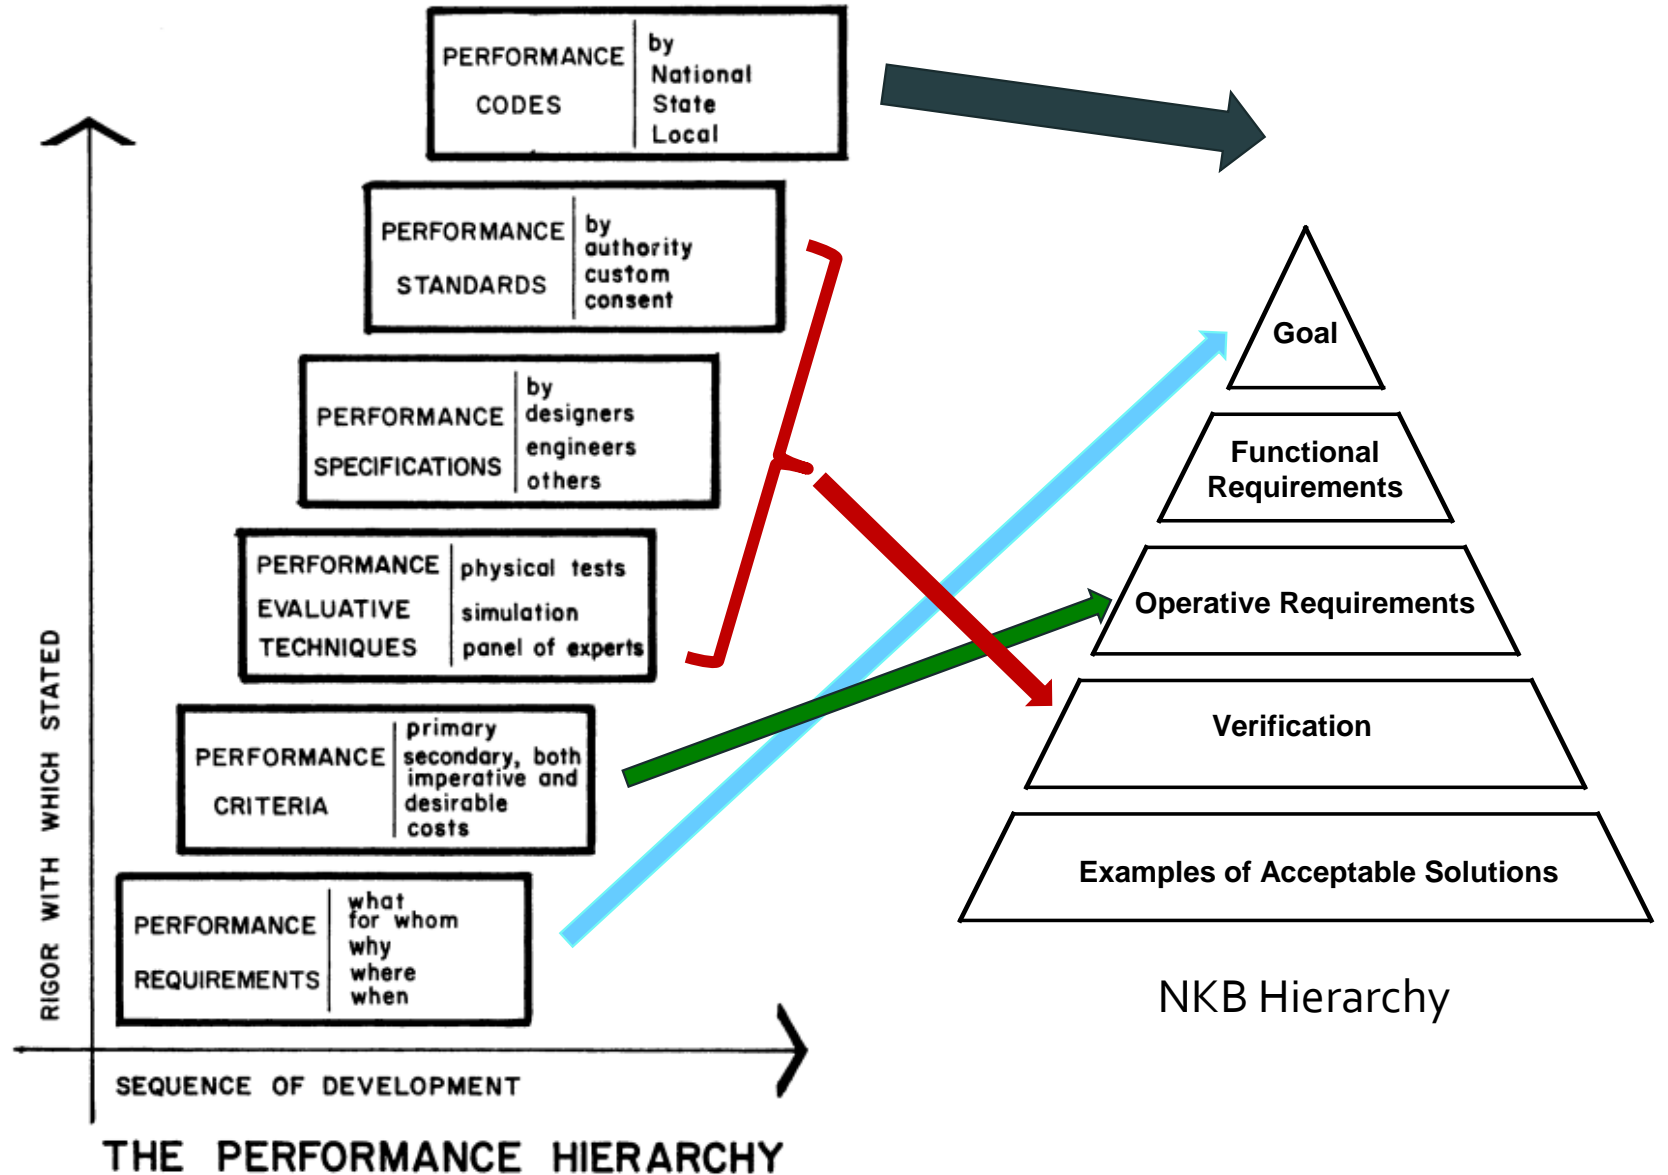 PERFORMANCE
CODES
by
National
State
Local
PERFORMANCE
STANDARDS
by
authority
custom
consent
PERFORMANCE
SPECIFICATIONS
by
designers
engineers
others
PERFORMANCE
EVALUATIVE
TECHNIQUES
physical tests
simulation
panel of experts
PERFORMANCE
CRITERIA
primary
secondary, both
imperative and
desirable
costs
PERFORMANCE
REQUIREMENTS
what
for whom
why
where
when
RIGOR WITH WHICH STATED
SEQUENCE OF DEVELOPMENT
THE PERFORMANCE HIERARCHY
Goal
Functional
Requirements
Operative Requirements
Verification
Examples of Acceptable Solutions
NKB Hierarchy